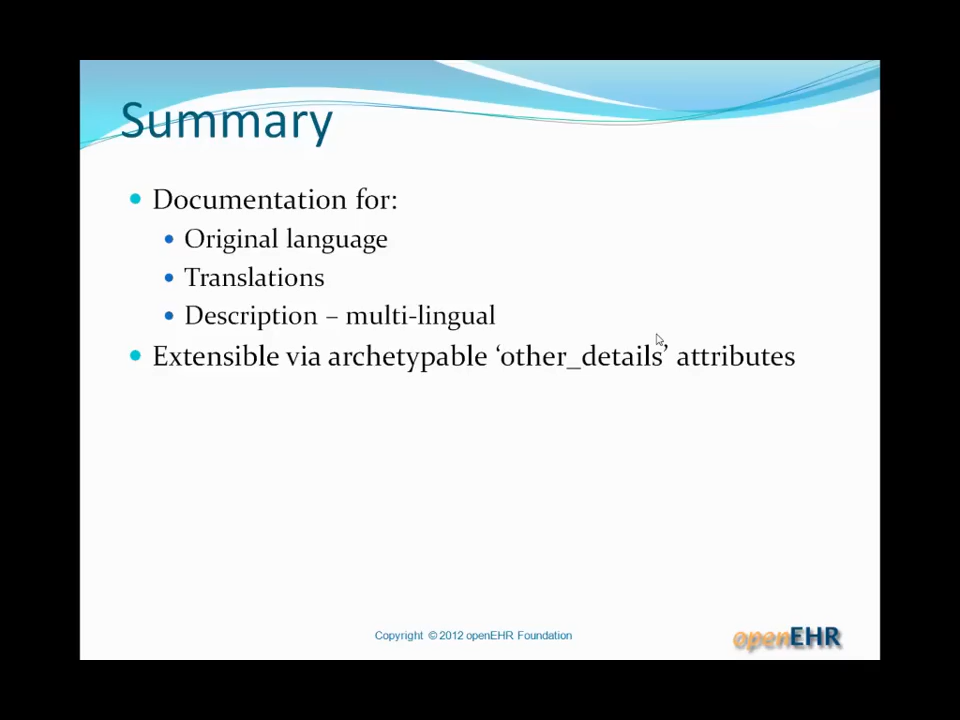 Summary
Documentation for:
Original language
Translations
Description – multi-lingual
Extensible via archetypable ‘other_details’ attributes
Copyright © 2012 openEHR Foundation
openEHR